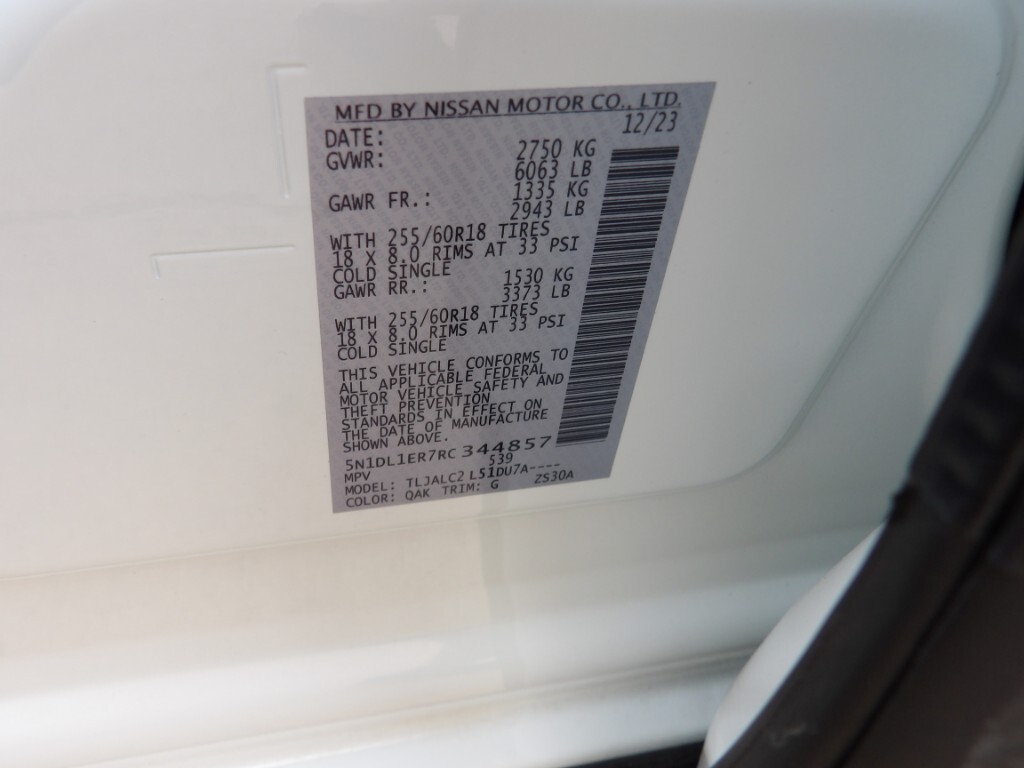 MFD BY NISSAN MOTOR CO., LTD.
DATE: 12/23
GVWR: 2750 KG
6063 LB
GAWR FR.: 1335 KG
2943 LB
WITH 255/60R18 TIRES
18 X 8.0 RIMS AT 33 PSI
COLD SINGLE
GAWR RR.: 1530 KG
3373 LB
WITH 255/60R18 TIRES
18 X 8.0 RIMS AT 33 PSI
COLD SINGLE
THIS VEHICLE CONFORMS TO
ALL APPLICABLE FEDERAL
MOTOR VEHICLE SAFETY AND
THEFT PREVENTION
STANDARDS IN EFFECT ON
THE DATE OF MANUFACTURE
SHOWN ABOVE.
5N1DL1ER7RC 344857
MPV 539
MODEL: TLJALC2 L51DU7A----
COLOR: QAK TRIM: G ZS30A